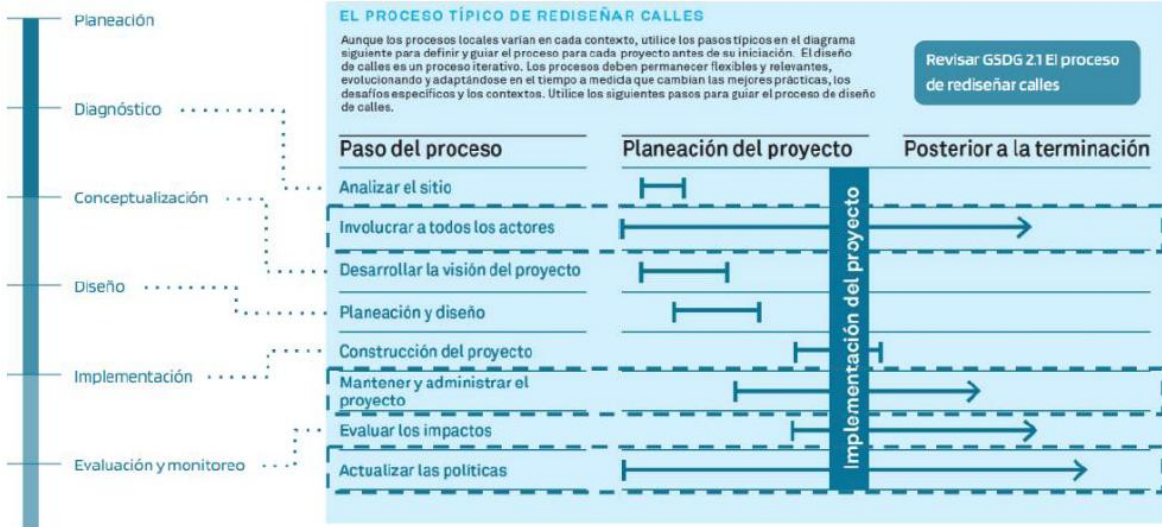 Planeación
Diagnóstico
Conceptualización
Diseño
Implementación
Evaluación y monitoreo
EL PROCESO TÍPICO DE REDISEÑAR CALLES
Aunque los procesos locales varían en cada contexto, utilice los pasos típicos en el diagrama
siguiente para definir y guiar el proceso para cada proyecto antes de su iniciación. El diseño
de calles es un proceso iterativo. Los procesos deben permanecer flexibles y relevantes,
evolucionando y adaptándose en el tiempo a medida que cambian las mejores prácticas, los
desafíos específicos y los contextos. Utilice los siguientes pasos para guiar el proceso de diseño
de calles.
Revisar GSDG 2.1 El proceso
de rediseñar calles
Paso del proceso
Planeación del proyecto
Posterior a la terminación
Analizar el sitio
Involucrar a todos los actores
Desarrollar la visión del proyecto
Planeación y diseño
Construcción del proyecto
Mantener y administrar el
proyecto
Evaluar los impactos
Actualizar las políticas
Implementación del proyecto